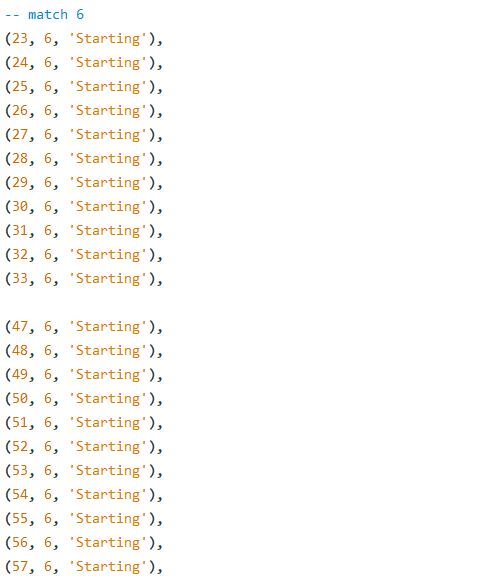 -- match 6
(23, 6, 'Starting'),
(24, 6, 'Starting'),
(25, 6, 'Starting'),
(26, 6, 'Starting'),
(27, 6, 'Starting'),
(28, 6, 'Starting'),
(29, 6, 'Starting'),
(30, 6, 'Starting'),
(31, 6, 'Starting'),
(32, 6, 'Starting'),
(33, 6, 'Starting'),

(47, 6, 'Starting'),
(48, 6, 'Starting'),
(49, 6, 'Starting'),
(50, 6, 'Starting'),
(51, 6, 'Starting'),
(52, 6, 'Starting'),
(53, 6, 'Starting'),
(54, 6, 'Starting'),
(55, 6, 'Starting'),
(56, 6, 'Starting'),
(57, 6, 'Starting'),